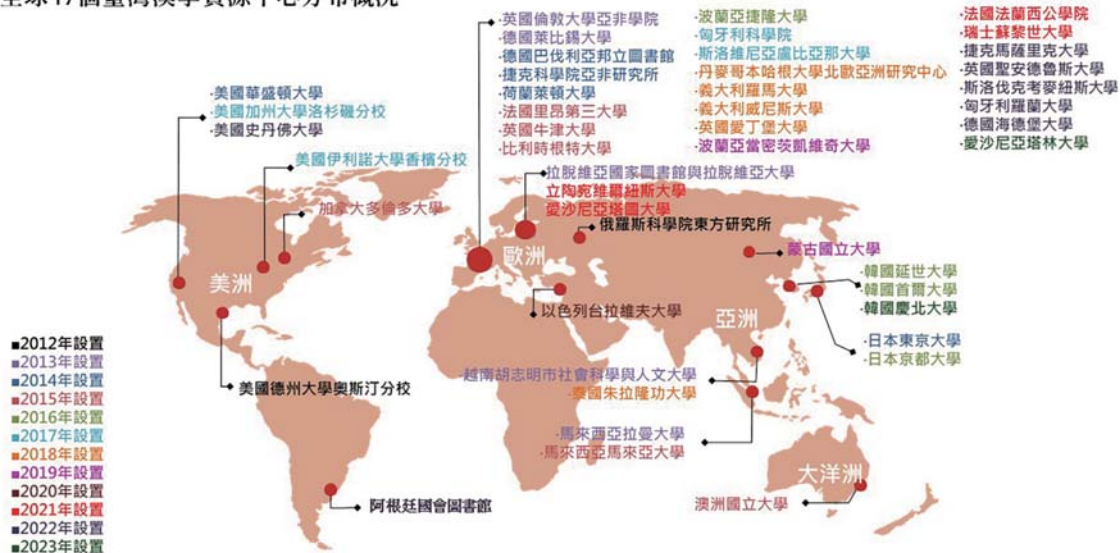 全球47個臺灣漢學資源中心分布概況
·英國倫敦大學亞非學院
·德國萊比錫大學
·德國巴伐利亞邦立圖書館
·捷克科學院亞非研究所
·荷蘭萊頓大學
·法國里昂第三大學
·英國牛津大學
·比利時根特大學
·波蘭亞捷隆大學
·匈牙利科學院
·斯洛維尼亞盧比亞那大學
·丹麥哥本哈根大學北歐亞洲研究中心
·義大利羅馬大學
·義大利威尼斯大學
·英國愛丁堡大學
·波蘭亞當密茨凱維奇大學
·法國法蘭西公學院
·瑞士蘇黎世大學
·捷克馬薩里克大學
·英國聖安德魯斯大學
·斯洛伐克考麥紐斯大學
·匈牙利羅蘭大學
·德國海德堡大學
·愛沙尼亞塔林大學
·美國華盛頓大學
·美國加州大學洛杉磯分校
·美國史丹佛大學
美國伊利諾大學香檳分校
加拿大多倫多大學
拉脫維亞國家圖書館與拉脫維亞大學
立陶宛維爾紐斯大學
愛沙尼亞塔圖大學
俄羅斯科學院東方研究所
蒙古國立大學
歐洲
美洲
·韓國延世大學
·韓國首爾大學
·韓國慶北大學
以色列台拉維夫大學
亞洲
·日本東京大學
·日本京都大學
·越南胡志明市社會科學與人文大學
·泰國朱拉隆功大學
美國德州大學奧斯汀分校
·馬來西亞拉曼大學
·馬來西亞馬來亞大學
大洋洲
澳洲國立大學
阿根廷國會圖書館
■2012年設置
■2013年設置
■2014年設置
■2015年設置
■2016年設置
■2017年設置
■2018年設置
■2019年設置
■2020年設置
■2021年設置
■2022年設置
■2023年設置